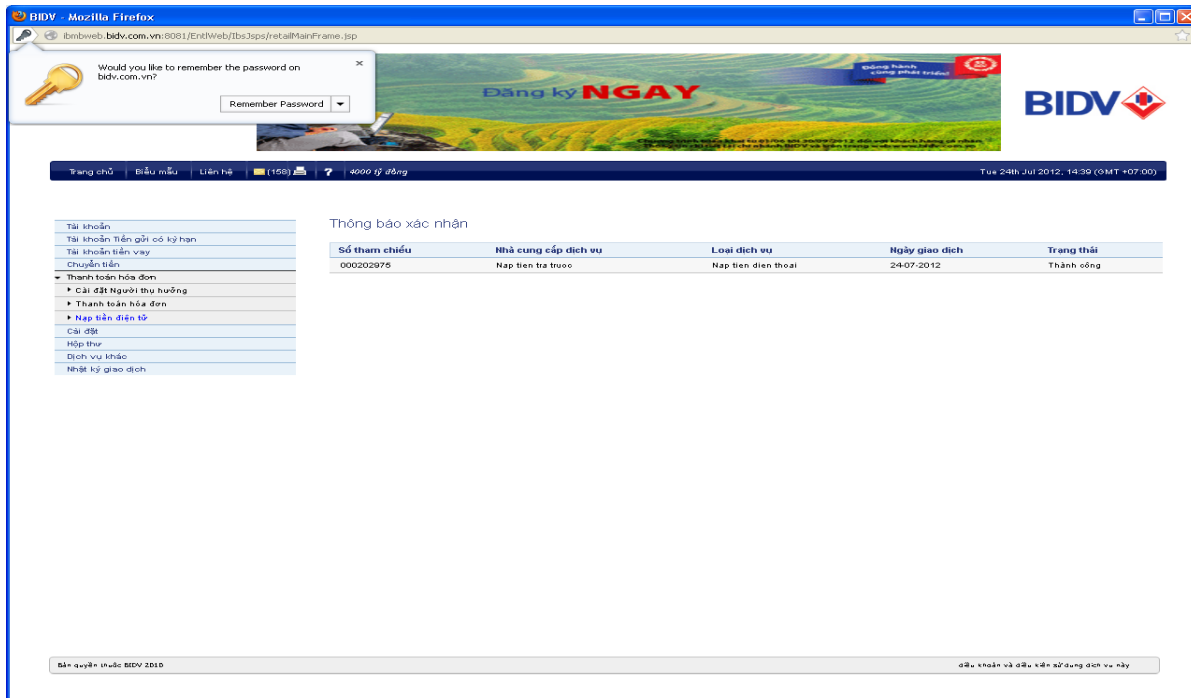 BIDV - Mozilla Firefox
ibmbweb.bidv.com.vn:8081/EntlWeb/IbsJsps/retailMainFrame.jsp
Would you like to remember the password on
bidv.com.vn?
Remember Password
Đồng hành
cùng phát triển!
Đăng ký NGAY
BIDV
Trang chủ Biểu mẫu Liên hệ (158) ? 4000 tỷ đồng Tue 24th Jul 2012, 14:39 (GMT +07:00)
Thông báo xác nhận
Tài khoản
Tài khoản Tiền gửi có kỳ hạn
Tài khoản tiền vay
Chuyển tiền
Thanh toán hóa đơn
Cài đặt Người thụ hưởng
Thanh toán hóa đơn
Nạp tiền điện tử
Cài đặt
Hộp thư
Dịch vụ khác
Nhật ký giao dịch
Số tham chiếu Nhà cung cấp dịch vụ Loại dịch vụ Ngày giao dịch Trạng thái
000202975 Nap tien tra truoc Nap tien dien thoai 24-07-2012 Thành công
Bản quyền thuộc BIDV 2010 điều khoản và điều kiện sử dụng dịch vụ này